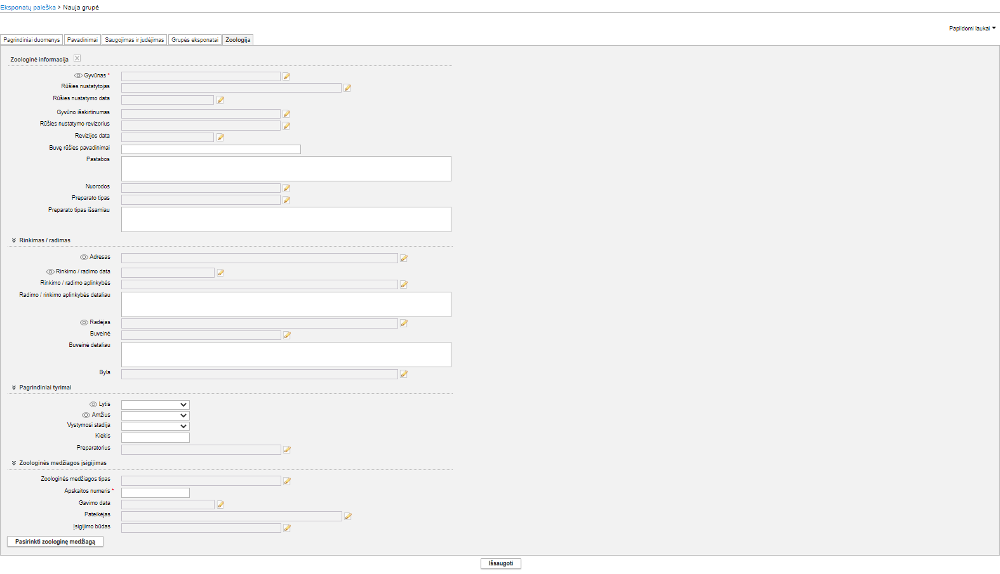 Eksponatų paieška > Nauja grupė
Papildomi laukai
Pagrindiniai duomenys Pavadinimai Saugojimas ir judėjimas Grupės eksponatai Zoologija
Zoologinė informacija
Gyvūnas *
Rūšies nustatytojas
Rūšies nustatymo data
Gyvūno išskirtinumas
Rūšies nustatymo revizorius
Revizijos data
Buvę rūšies pavadinimai
Pastabos
Nuorodos
Preparato tipas
Preparato tipas išsamiau
Rinkimas / radimas
Adresas
Rinkimo / radimo data
Rinkimo / radimo aplinkybės
Radimo / rinkimo aplinkybės detaliau
Radėjas
Buveinė
Buveinė detaliau
Byla
Pagrindiniai tyrimai
Lytis
Amžius
Vystymosi stadija
Kiekis
Preparatorius
Zoologinės medžiagos įsigijimas
Zoologinės medžiagos tipas
Apskaitos numeris *
Gavimo data
Pateikėjas
Įsigijimo būdas
Pasirinkti zoologinę medžiagą
Išsaugoti